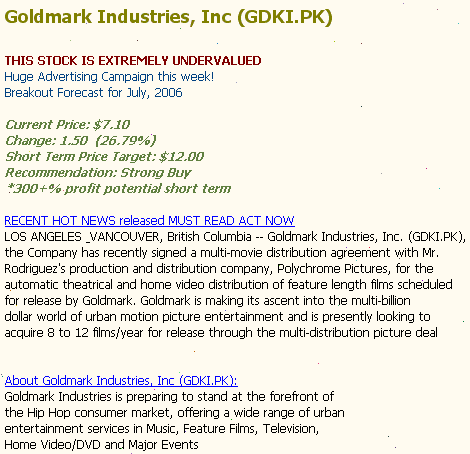 Goldmark Industries, Inc (GDKI.PK)
THIS STOCK IS EXTREMELY UNDERVALUED
Huge Advertising Campaign this week!
Breakout Forecast for July, 2006
Current Price: $7.10
Change: 1.50 (26.79%)
Short Term Price Target: $12.00
Recommendation: Strong Buy
*300+% profit potential short term
RECENT HOT NEWS released MUST READ ACT NOW
LOS ANGELES _VANCOUVER, British Columbia -- Goldmark Industries, Inc. (GDKI.PK),
the Company has recently signed a multi-movie distribution agreement with Mr.
Rodriguez's production and distribution company, Polychrome Pictures, for the
automatic theatrical and home video distribution of feature length films scheduled
for release by Goldmark. Goldmark is making its ascent into the multi-billion
dollar world of urban motion picture entertainment and is presently looking to
acquire 8 to 12 films/year for release through the multi-distribution picture deal
About Goldmark Industries, Inc (GDKI.PK):
Goldmark Industries is preparing to stand at the forefront of
the Hip Hop consumer market, offering a wide range of urban
entertainment services in Music, Feature Films, Television,
Home Video/DVD and Major Events